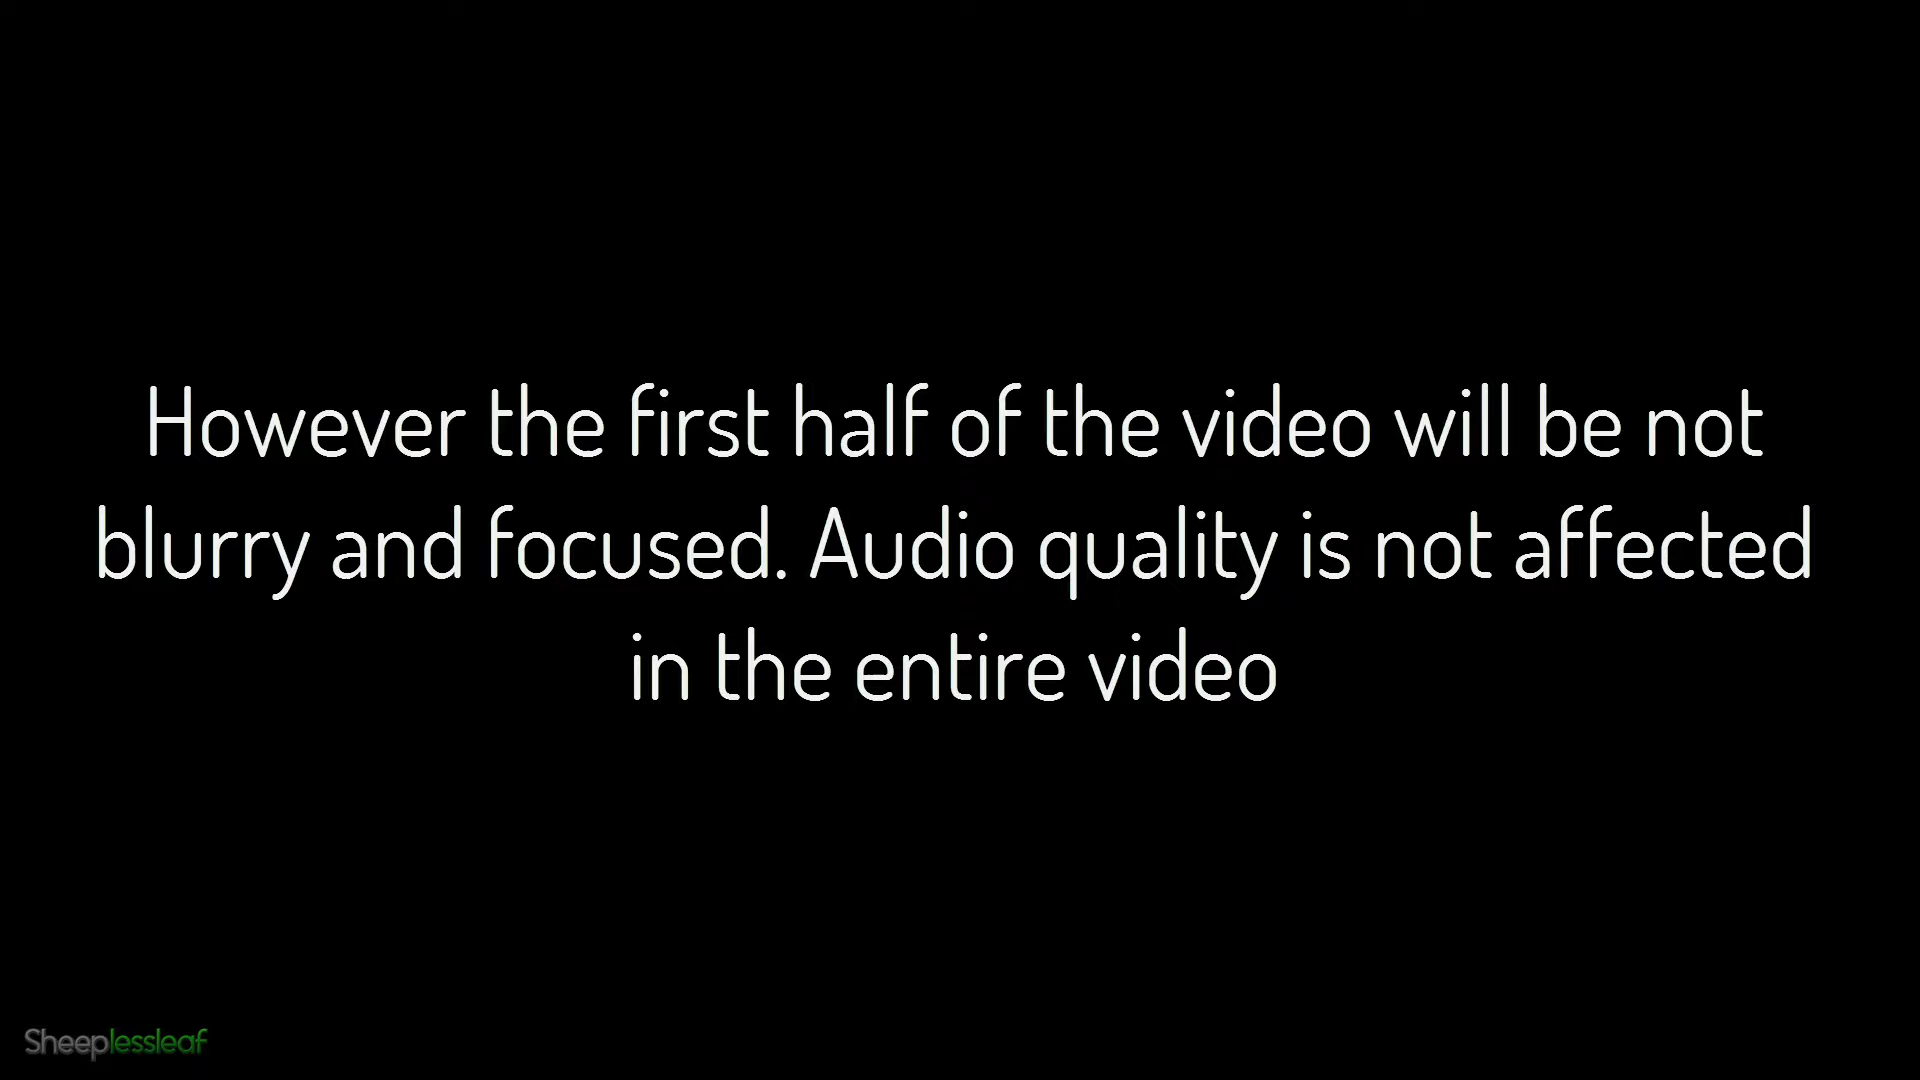 However the first half of the video will be not
blurry and focused. Audio quality is not affected
in the entire video
Sheeplessleaf